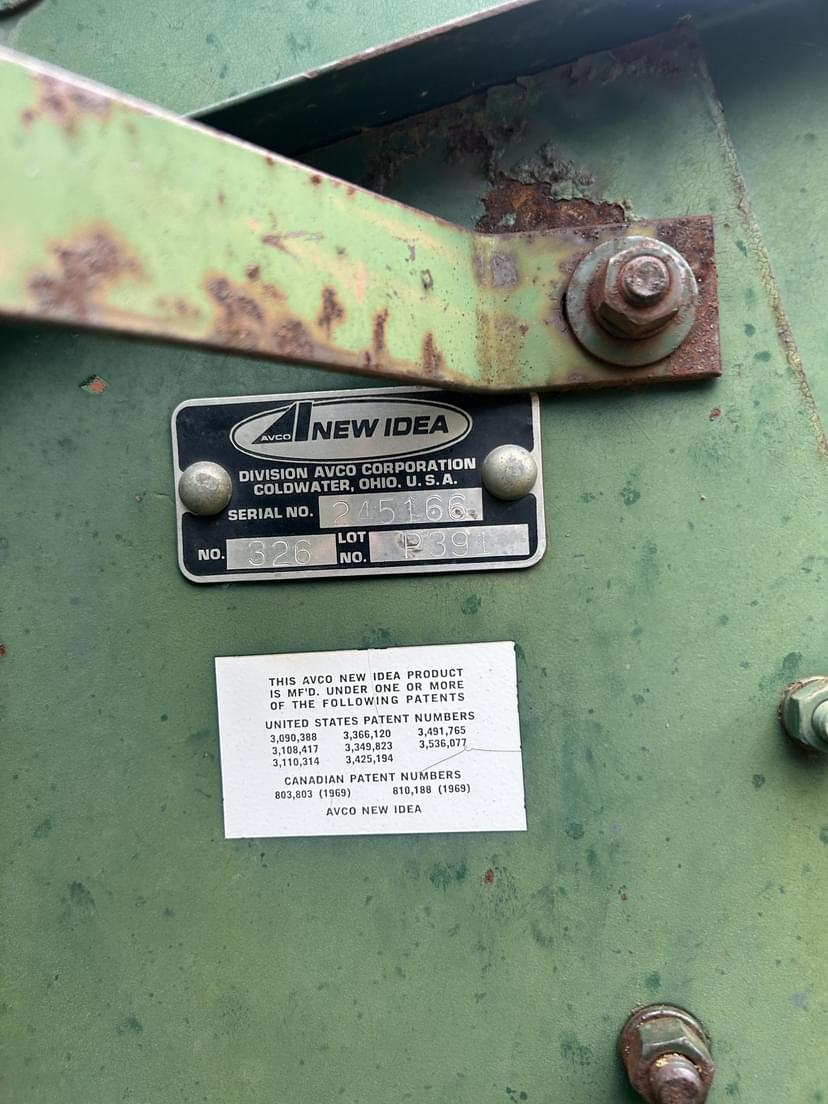 AVCO NEW IDEA
DIVISION AVCO CORPORATION
COLDWATER, OHIO. U. S. A.
SERIAL NO. 245166
NO. 326 LOT NO. P391
THIS AVCO NEW IDEA PRODUCT
IS MF'D. UNDER ONE OR MORE
OF THE FOLLOWING PATENTS
UNITED STATES PATENT NUMBERS
3,090,388 3,366,120 3,491,765
3,108,417 3,349,823 3,536,077
3,110,314 3,425,194
CANADIAN PATENT NUMBERS
803,803 (1969) 810,188 (1969)
AVCO NEW IDEA